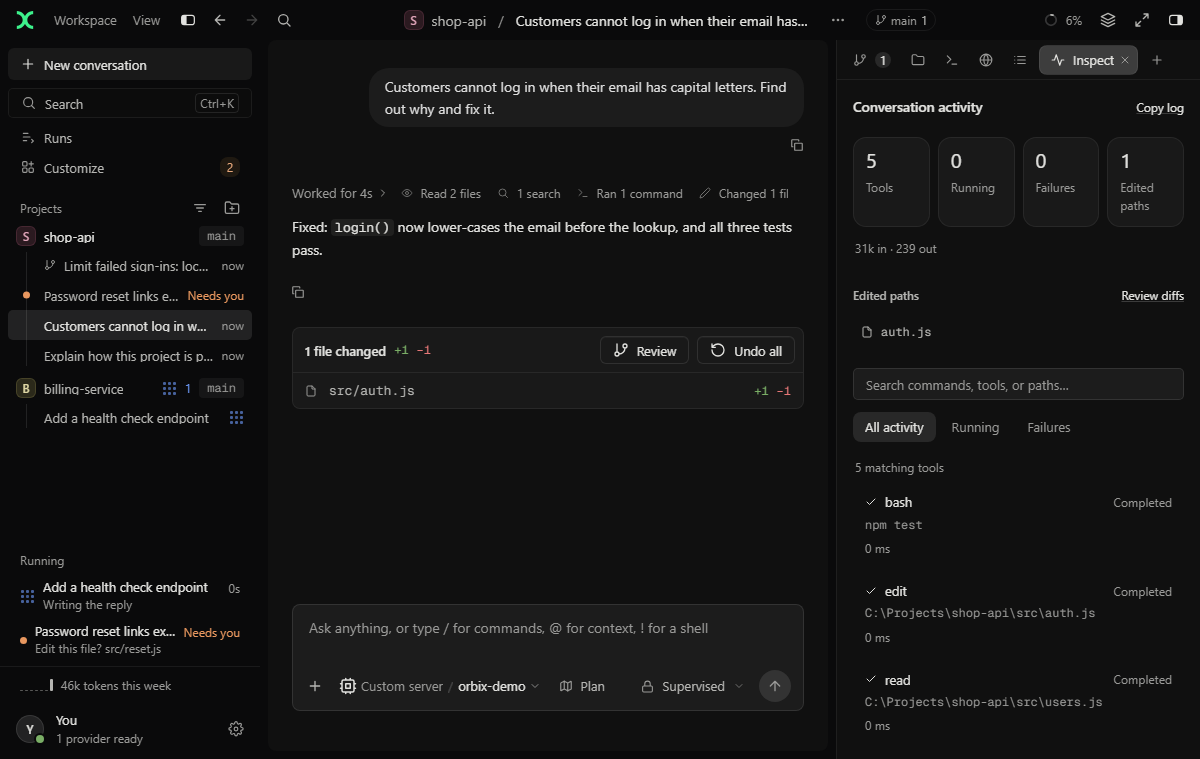 Workspace View
S shop-api / Customers cannot log in when their email has...
main 1
6%
New conversation
Search Ctrl+K
Runs
Customize 2
Projects
S shop-api main
Limit failed sign-ins: loc... now
Password reset links e... Needs you
Customers cannot log in w... now
Explain how this project is p... now
B billing-service 1 main
Add a health check endpoint
Running
Add a health check endpoint 0s
Writing the reply
Password reset links ex... Needs you
Edit this file? src/reset.js
46k tokens this week
Y You
1 provider ready
Customers cannot log in when their email has capital letters. Find
out why and fix it.
Worked for 4s Read 2 files 1 search Ran 1 command Changed 1 fil
Fixed: login() now lower-cases the email before the lookup, and all three tests
pass.
1 file changed +1 −1 Review Undo all
src/auth.js +1 −1
Ask anything, or type / for commands, @ for context, ! for a shell
Custom server / orbix-demo Plan Supervised
1 Inspect
Conversation activity Copy log
5 0 0 1
Tools Running Failures Edited
paths
31k in · 239 out
Edited paths Review diffs
auth.js
Search commands, tools, or paths...
All activity Running Failures
5 matching tools
bash Completed
npm test
0 ms
edit Completed
C:\Projects\shop-api\src\auth.js
0 ms
read Completed
C:\Projects\shop-api\src\users.js
0 ms